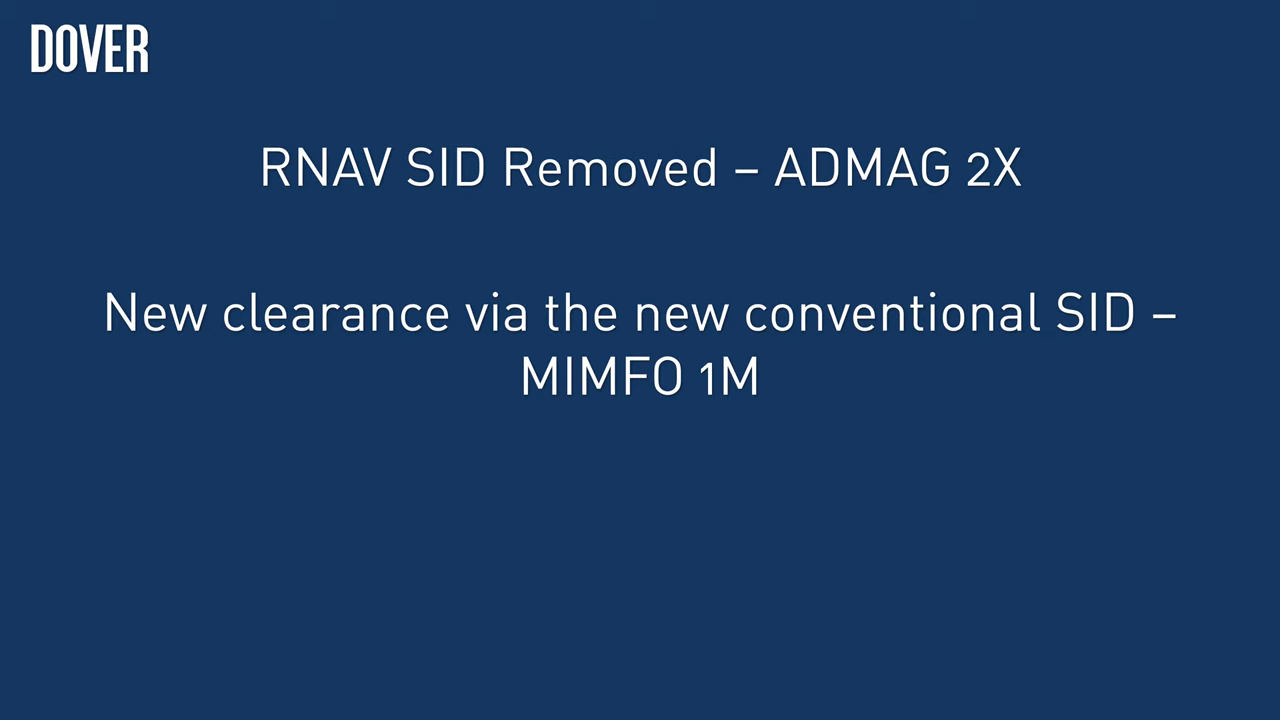 DOVER
RNAV SID Removed – ADMAG 2X
New clearance via the new conventional SID –
MIMFO 1M